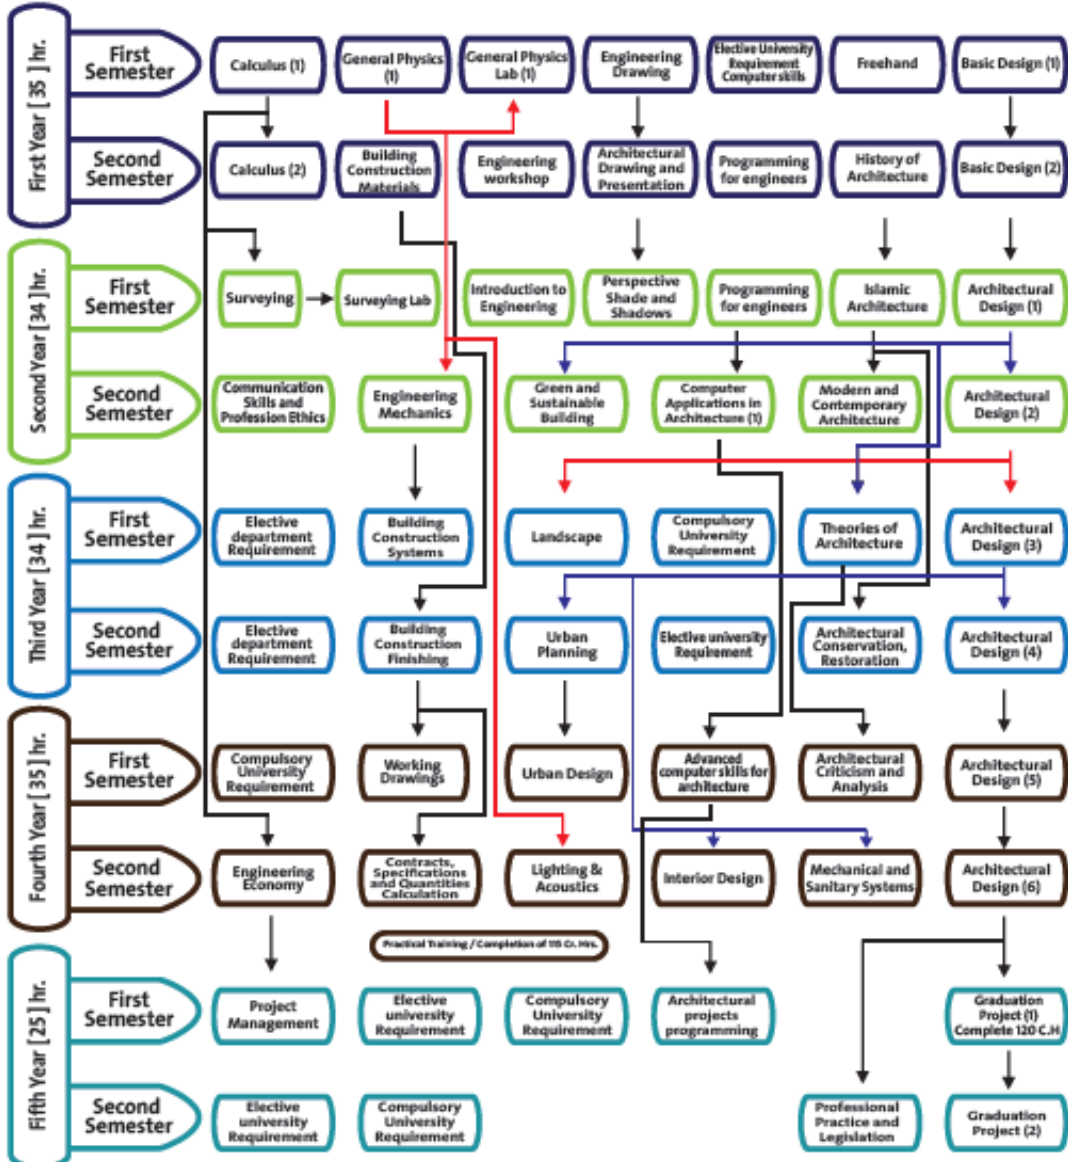 First Year [ 35 ] hr.
First
Semester
Calculus (1)
General Physics
(1)
General Physics
Lab (1)
Engineering
Drawing
Elective University
Requirement
Computer skills
Freehand
Basic Design (1)
Second
Semester
Calculus (2)
Building
Construction
Materials
Engineering
workshop
Architectural
Drawing and
Presentation
Programming
for engineers
History of
Architecture
Basic Design (2)
Second Year [34] hr.
First
Semester
Surveying
Surveying Lab
Introduction to
Engineering
Perspective
Shade and
Shadows
Programming
for engineers
Islamic
Architecture
Architectural
Design (1)
Second
Semester
Communication
Skills and
Profession Ethics
Engineering
Mechanics
Green and
Sustainable
Building
Computer
Applications in
Architecture (1)
Modern and
Contemporary
Architecture
Architectural
Design (2)
Third Year [ 34 ] hr.
First
Semester
Elective
department
Requirement
Building
Construction
Systems
Landscape
Compulsory
University
Requirement
Theories of
Architecture
Architectural
Design (3)
Second
Semester
Elective
department
Requirement
Building
Construction
Finishing
Urban
Planning
Elective university
Requirement
Architectural
Conservation,
Restoration
Architectural
Design (4)
Fourth Year [ 35] hr.
First
Semester
Compulsory
University
Requirement
Working
Drawings
Urban Design
Advanced
computer skills for
architecture
Architectural
Criticism and
Analysis
Architectural
Design (5)
Second
Semester
Engineering
Economy
Contracts,
Specifications
and Quantities
Calculation
Lighting &
Acoustics
Interior Design
Mechanical and
Sanitary Systems
Architectural
Design (6)
Practical Training / Completion of 115 Cr. Hrs.
Fifth Year [25 ] hr.
First
Semester
Project
Management
Elective
university
Requirement
Compulsory
University
Requirement
Architectural
projects
programming
Graduation
Project (1)
Complete 120 C.H
Second
Semester
Elective
university
Requirement
Compulsory
University
Requirement
Professional
Practice and
Legislation
Graduation
Project (2)